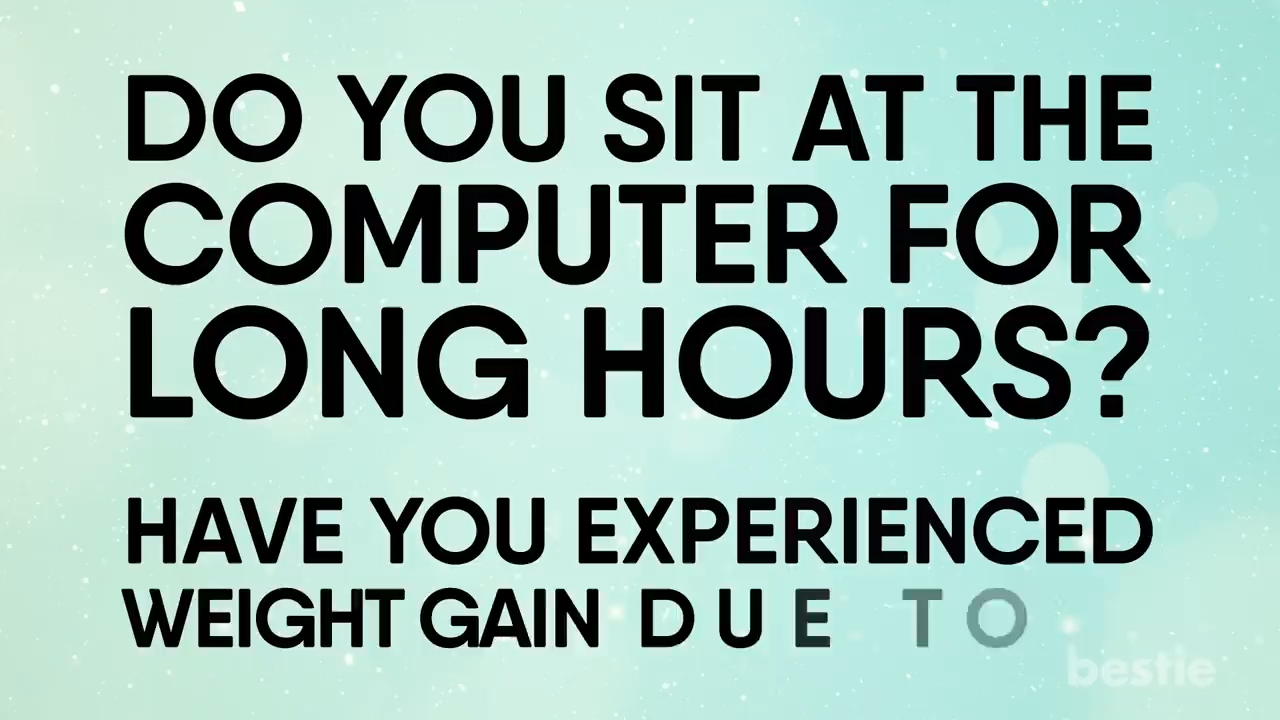 DO YOU SIT AT THE
COMPUTER FOR
LONG HOURS?
HAVE YOU EXPERIENCED
WEIGHT GAIN DUE TO
bestie